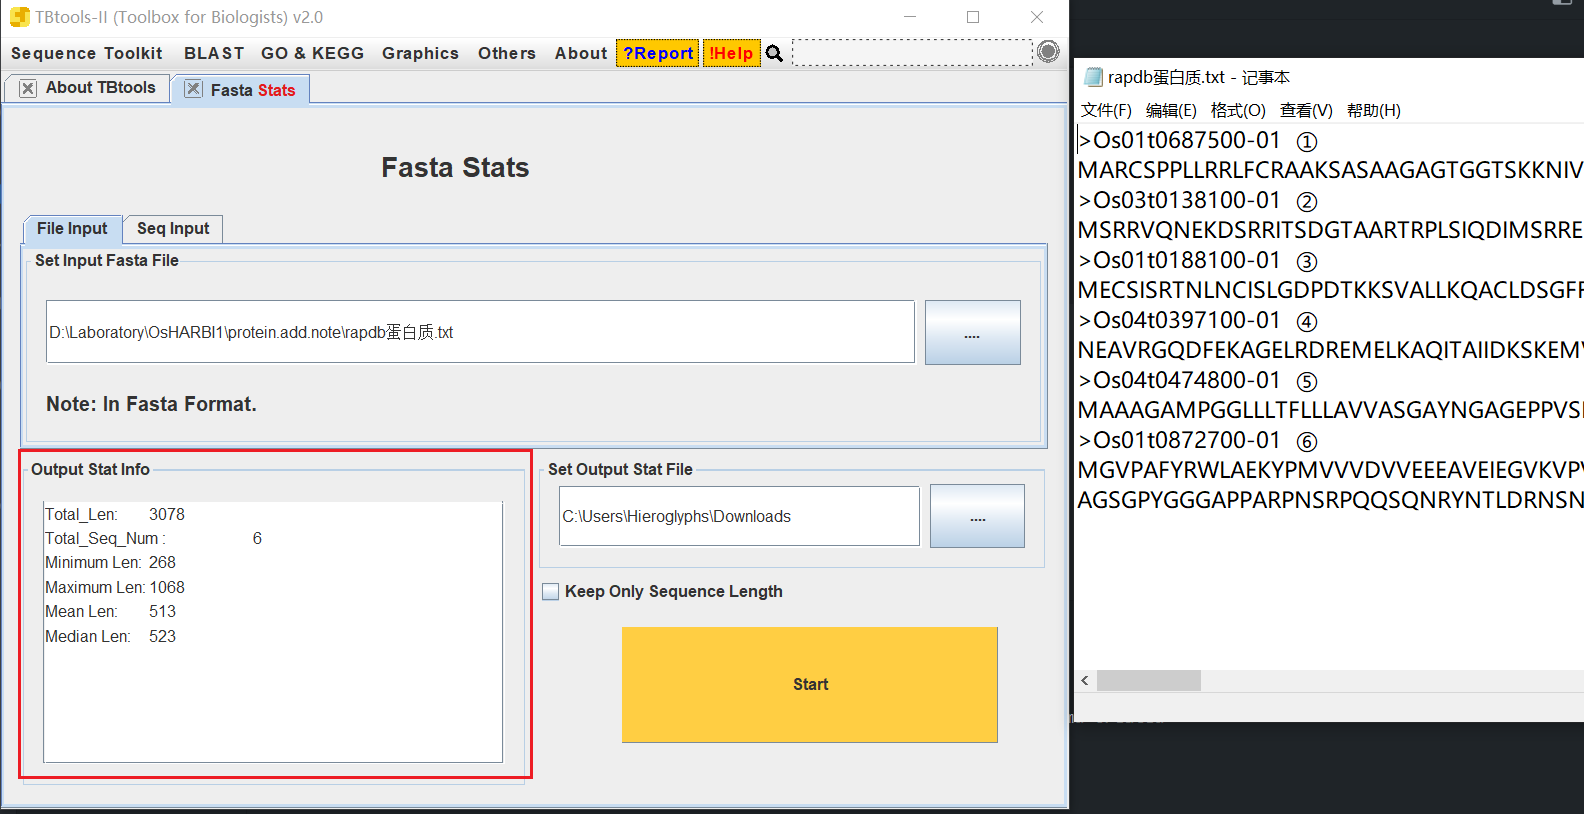 TBtools-II (Toolbox for Biologists) v2.0
Sequence Toolkit BLAST GO & KEGG Graphics Others About ?Report !Help
About TBtools Fasta Stats
Fasta Stats
File Input Seq Input
Set Input Fasta File
D:\Laboratory\OsHARBI1\protein.add.note\rapdb蛋白质.txt
....
Note: In Fasta Format.
Output Stat Info
Total_Len: 3078
Total_Seq_Num : 6
Minimum Len: 268
Maximum Len: 1068
Mean Len: 513
Median Len: 523
Set Output Stat File
C:\Users\Hieroglyphs\Downloads
....
Keep Only Sequence Length
Start
rapdb蛋白质.txt - 记事本
文件(F) 编辑(E) 格式(O) 查看(V) 帮助(H)
>Os01t0687500-01 ①
MARCSPPLLRRLFCRAAKSASAAGAGTGGTSKKNIV
>Os03t0138100-01 ②
MSRRVQNEKDSRRITSDGTAARTRPLSIQDIMSRRE
>Os01t0188100-01 ③
MECSISRTNLNCISLGDPDTKKSVALLKQACLDSGFF
>Os04t0397100-01 ④
NEAVRGQDFEKAGELRDREMELKAQITAIIDKSKEMV
>Os04t0474800-01 ⑤
MAAAGAMPGGLLLTFLLLAVVASGAYNGAGEPPVS
>Os01t0872700-01 ⑥
MGVPAFYRWLAEKYPMVVVDVVEEEAVEIEGVKVPV
AGSGPYGGGAPPARPNSRPQQSQNRYNTLDRNSN